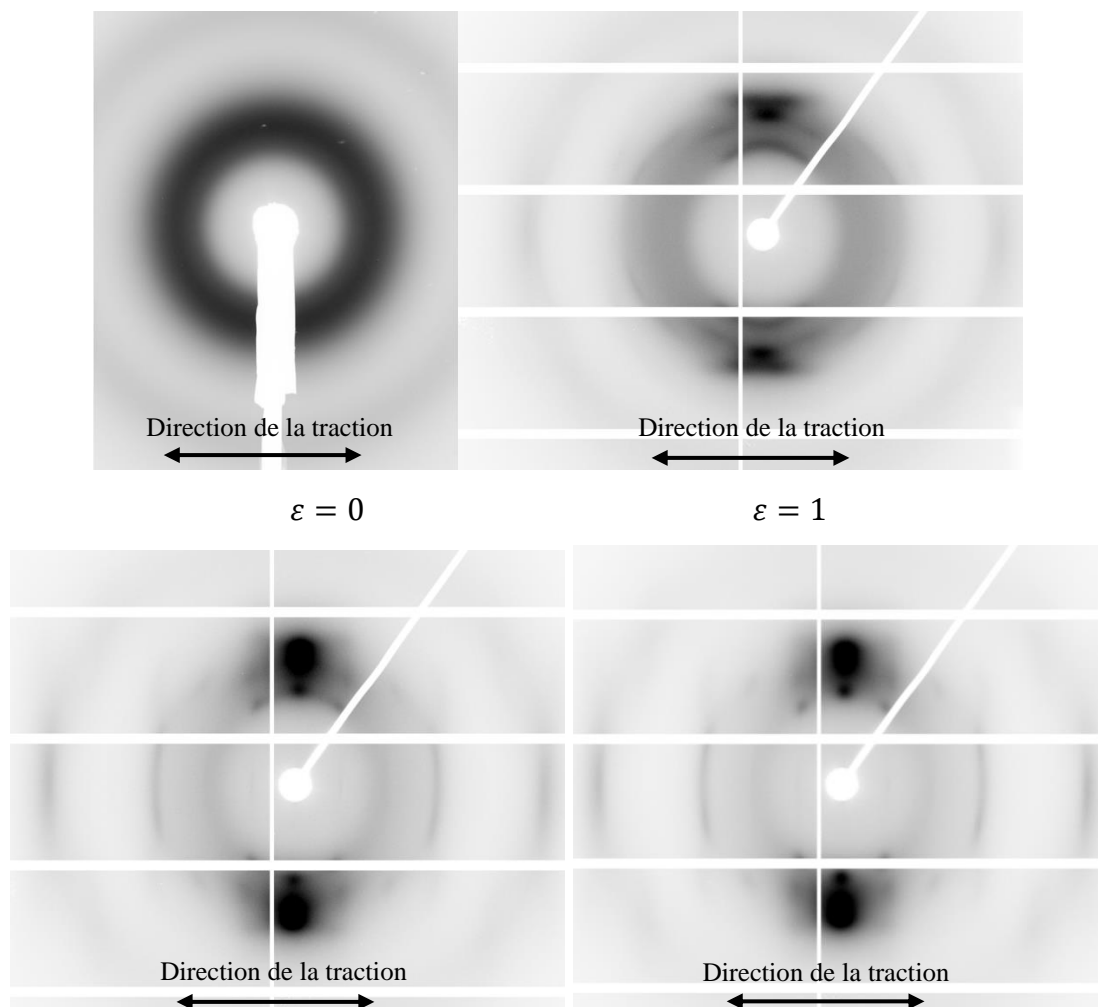 Direction de la traction
Direction de la traction
ε = 0
ε = 1
Direction de la traction
Direction de la traction